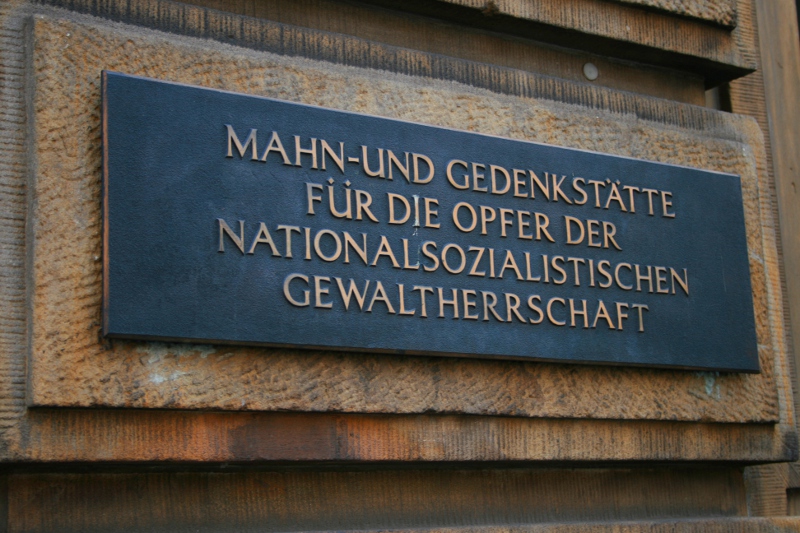 MAHN-UND GEDENKSTÄTTE
FÜR DIE OPFER DER
NATIONALSOZIALISTISCHEN
GEWALTHERRSCHAFT